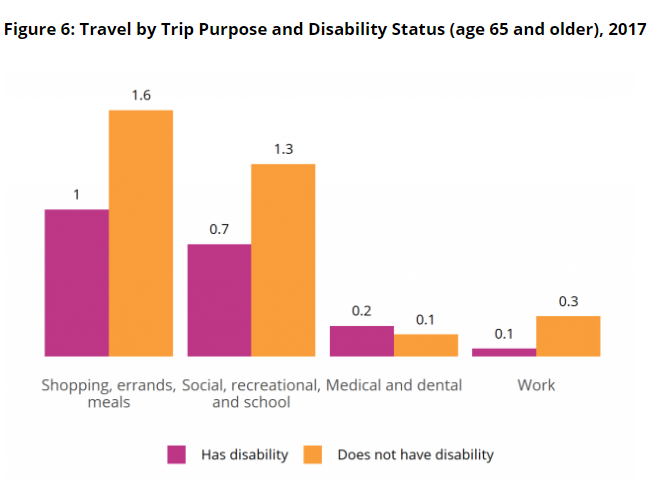 Figure 6: Travel by Trip Purpose and Disability Status (age 65 and older), 2017
1.6
1.3
1
0.7
0.2
0.1
0.1
0.3
Shopping, errands, meals
Social, recreational, and school
Medical and dental
Work
Has disability
Does not have disability